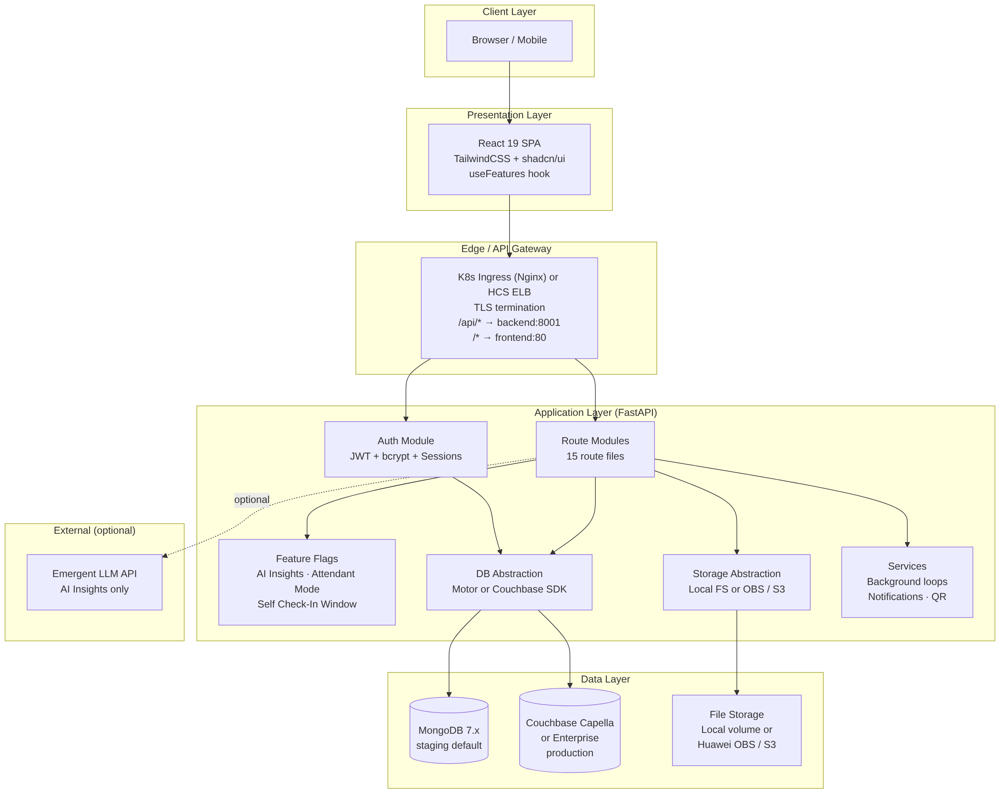 Client Layer
Browser / Mobile
Presentation Layer
React 19 SPA
TailwindCSS + shadcn/ui
useFeatures hook
Edge / API Gateway
K8s Ingress (Nginx) or
HCS ELB
TLS termination
/api/* → backend:8001
/* → frontend:80
Application Layer (FastAPI)
Auth Module
JWT + bcrypt + Sessions
Route Modules
15 route files
optional
External (optional)
Emergent LLM API
AI Insights only
Feature Flags
AI Insights · Attendant
Mode
Self Check-In Window
DB Abstraction
Motor or Couchbase SDK
Storage Abstraction
Local FS or OBS / S3
Services
Background loops
Notifications · QR
Data Layer
MongoDB 7.x
staging default
Couchbase Capella
or Enterprise
production
File Storage
Local volume or
Huawei OBS / S3